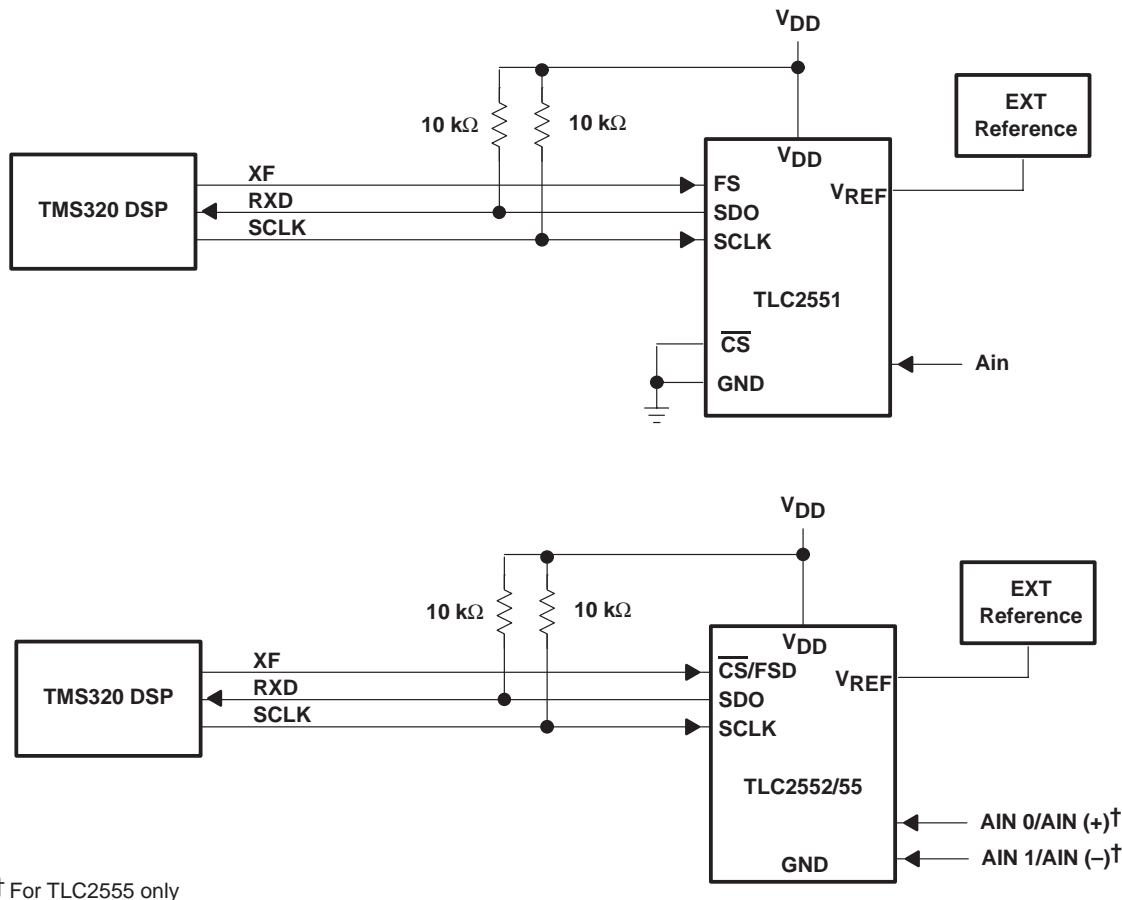 VDD
EXT
Reference
10 kΩ
10 kΩ
VDD
VREF
TMS320 DSP
XF
RXD
SCLK
FS
SDO
SCLK
TLC2551
CS
GND
Ain
VDD
EXT
Reference
10 kΩ
10 kΩ
VDD
VREF
TMS320 DSP
XF
RXD
SCLK
CS/FSD
SDO
SCLK
TLC2552/55
AIN 0/AIN (+)†
AIN 1/AIN (–)†
GND
† For TLC2555 only